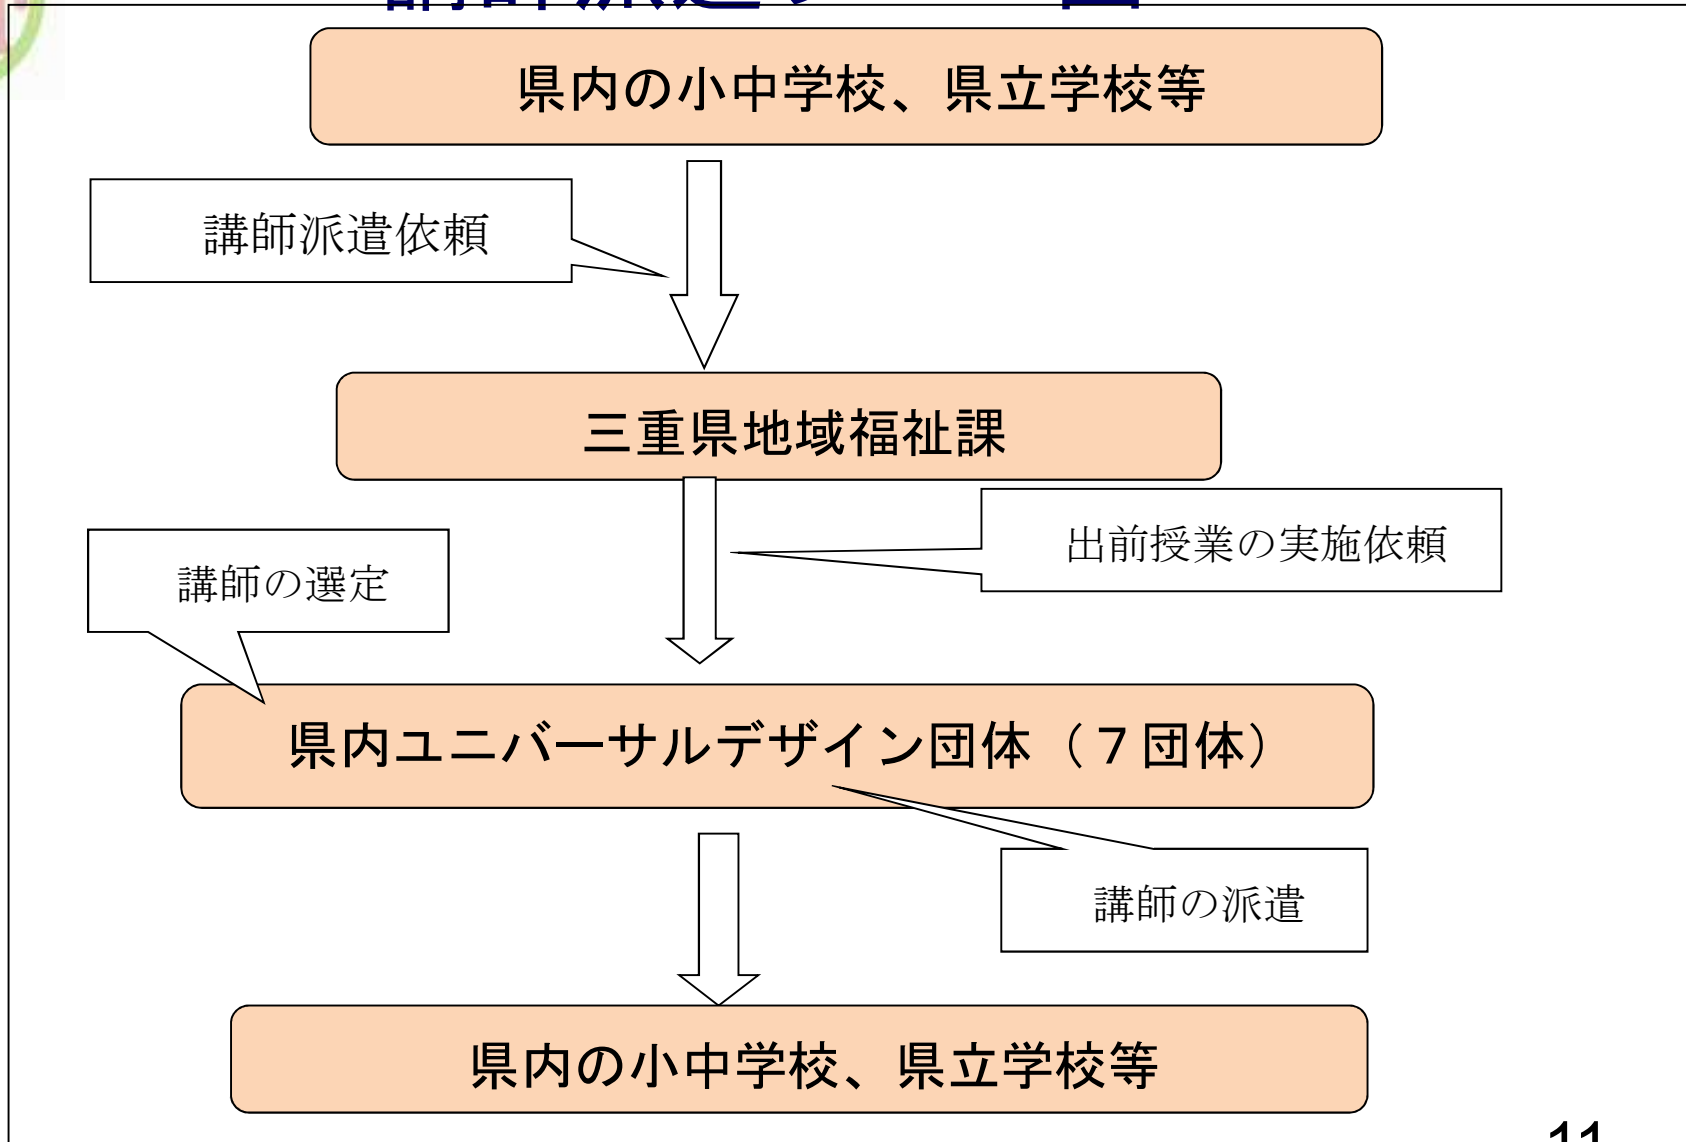 県内の小中学校、県立学校等
講師派遣依頼
三重県地域福祉課
出前授業の実施依頼
講師の選定
県内ユニバーサルデザイン団体（７団体）
講師の派遣
県内の小中学校、県立学校等
11